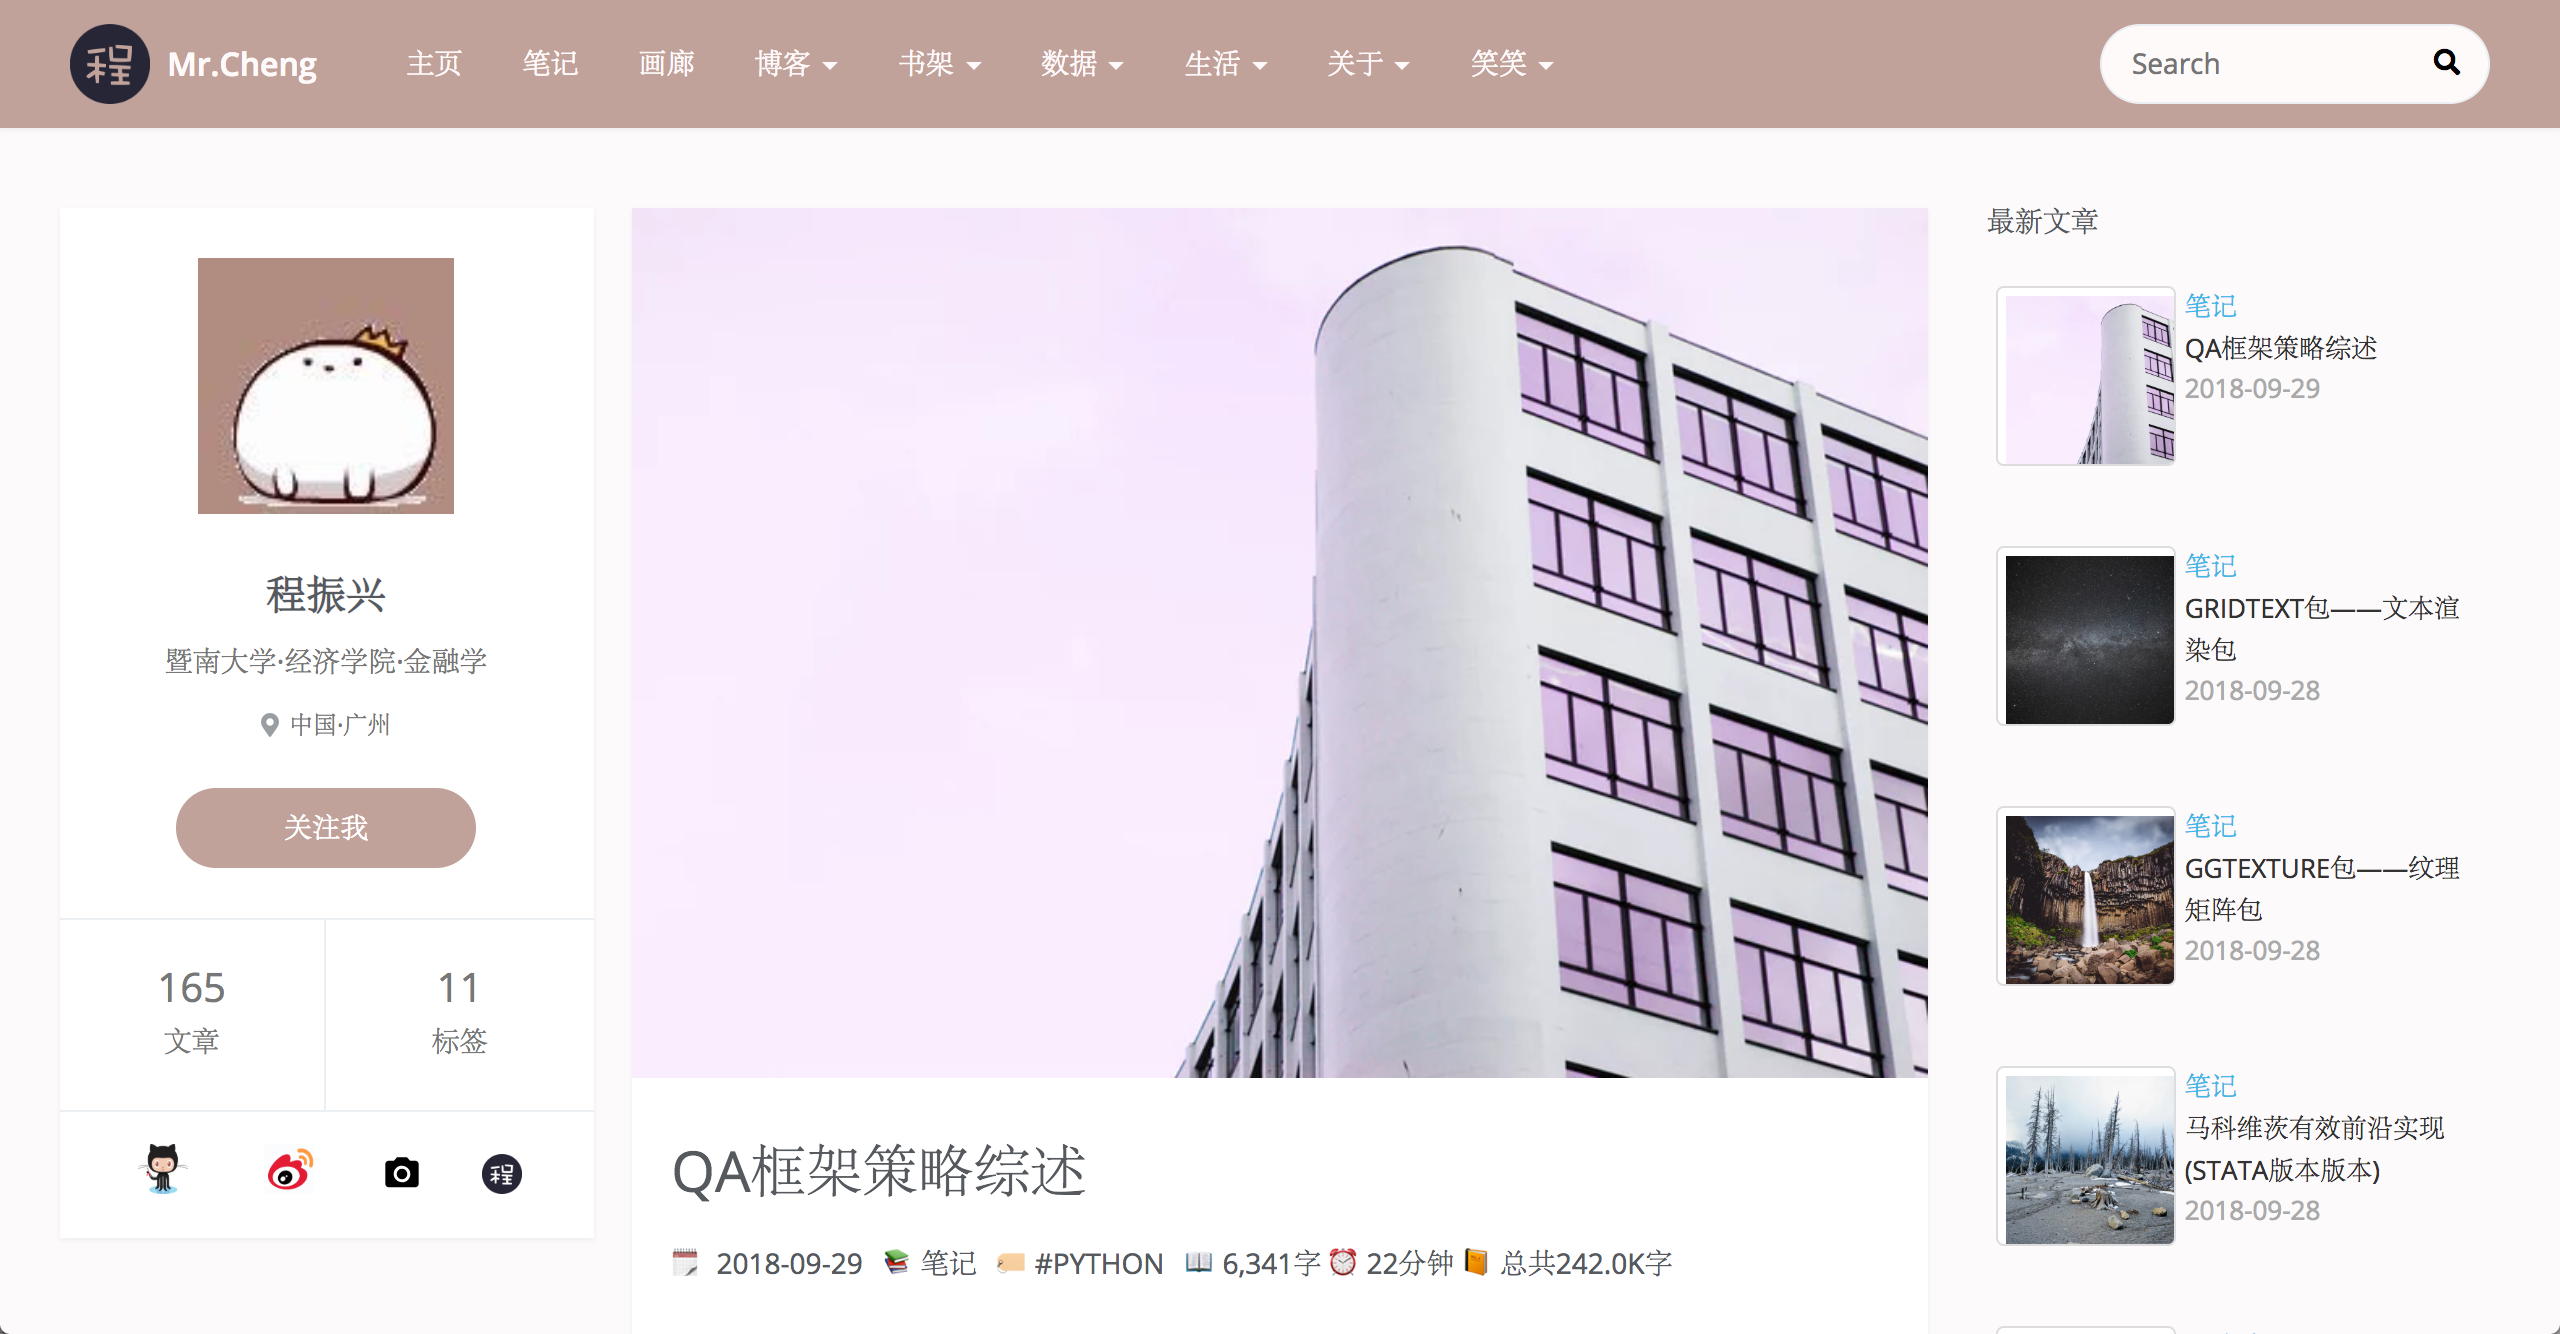 程 Mr.Cheng 主页 笔记 画廊 博客 书架 数据 生活 关于 笑笑 Search
程振兴
暨南大学·经济学院·金融学
中国·广州
关注我
165 11
文章 标签
程
QA框架策略综述
2018-09-29 笔记 #PYTHON 6,341字 22分钟 总共242.0K字
最新文章
笔记
QA框架策略综述
2018-09-29
笔记
GRIDTEXT包——文本渲
染包
2018-09-28
笔记
GGTEXTURE包——纹理
矩阵包
2018-09-28
笔记
马科维茨有效前沿实现
(STATA版本版本)
2018-09-28